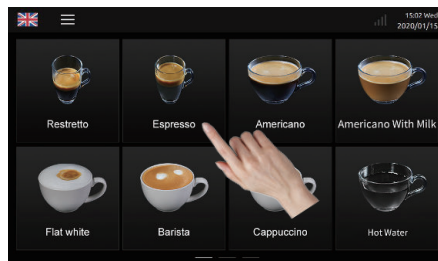 15:02 Wed
2020/01/15
Restretto
Espresso
Americano
Americano With Milk
Flat white
Barista
Cappuccino
Hot Water